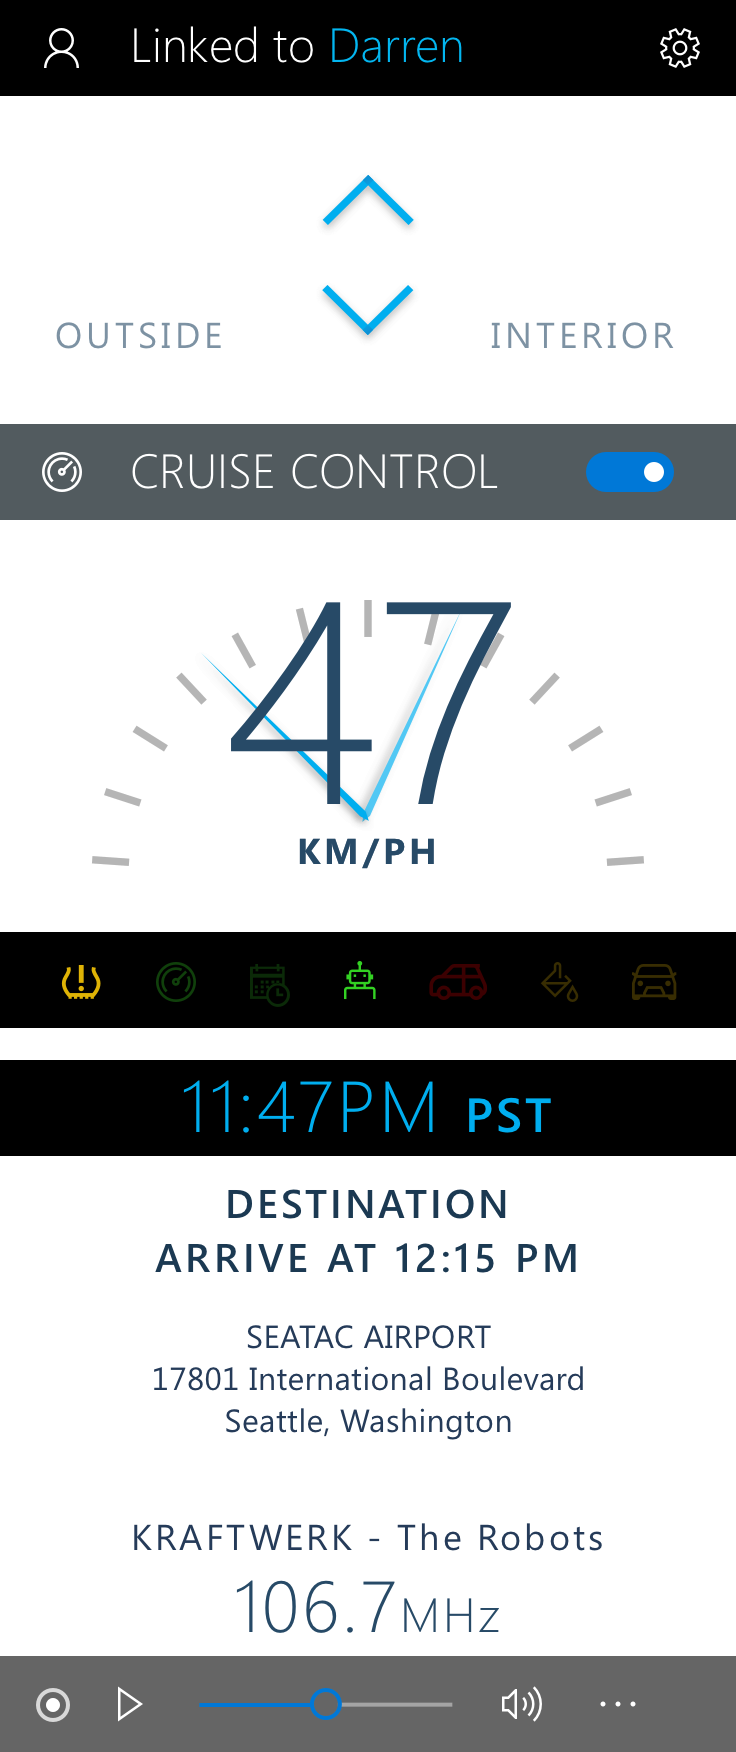 Linked to Darren
OUTSIDE
INTERIOR
CRUISE CONTROL
47
KM/PH
11:47PM PST
DESTINATION
ARRIVE AT 12:15 PM
SEATAC AIRPORT
17801 International Boulevard
Seattle, Washington
KRAFTWERK - The Robots
106.7MHz